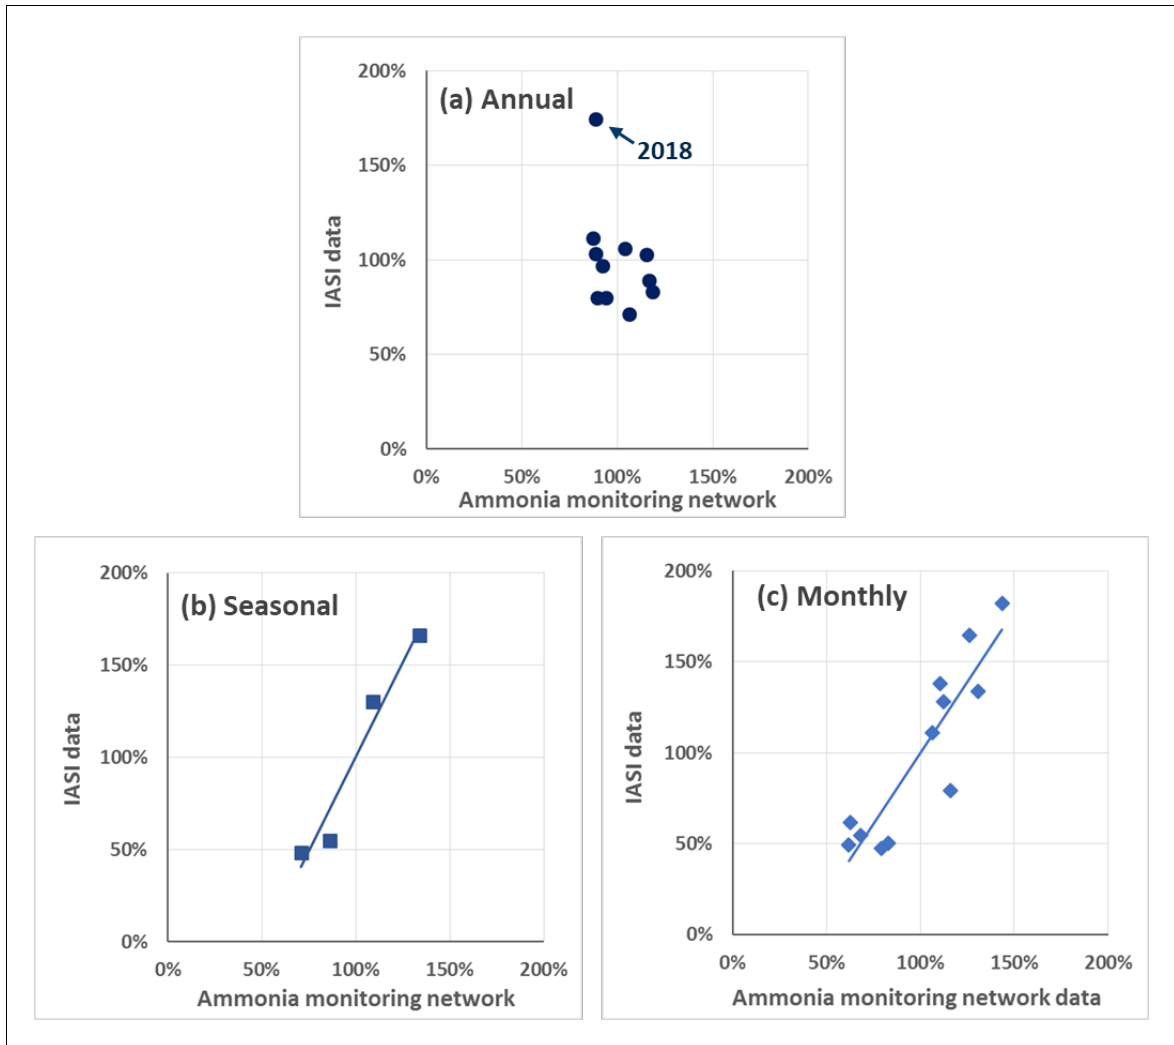 200%
(a) Annual
2018
150%
100%
50%
0%
IASI data
0% 50% 100% 150% 200%
Ammonia monitoring network
200%
(b) Seasonal
150%
100%
50%
0%
IASI data
0% 50% 100% 150% 200%
Ammonia monitoring network
200%
(c) Monthly
150%
100%
50%
0%
IASI data
0% 50% 100% 150% 200%
Ammonia monitoring network data